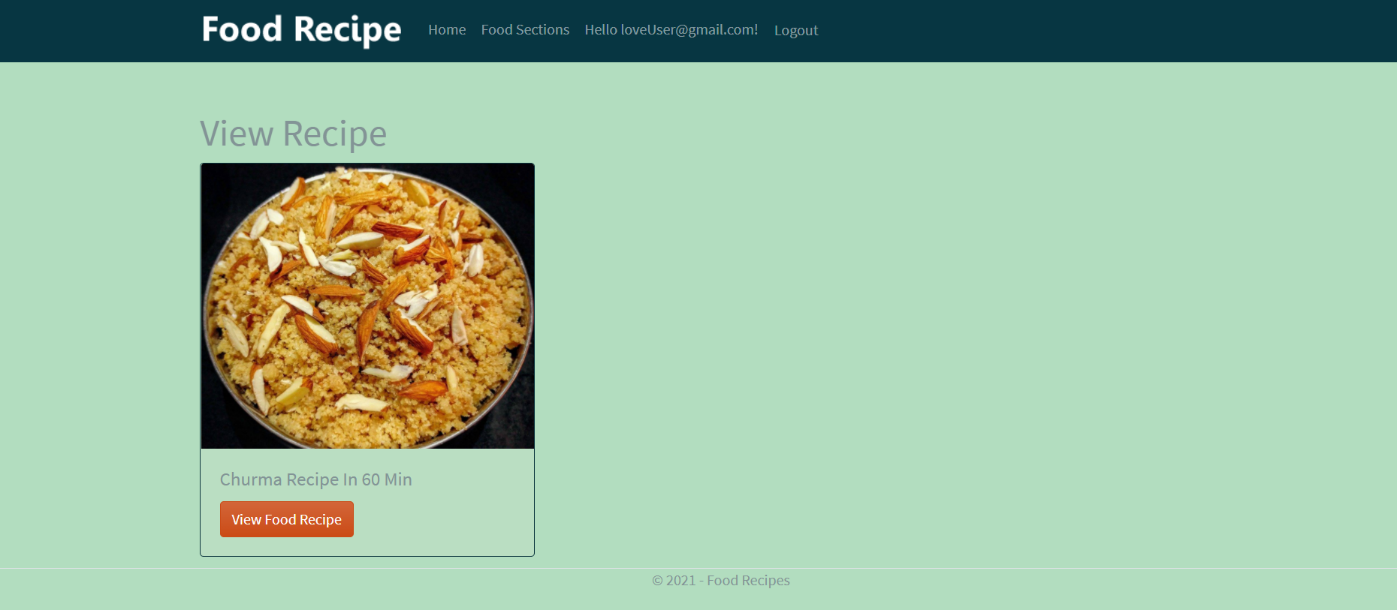 Food Recipe Home Food Sections Hello loveUser@gmail.com! Logout
View Recipe
Churma Recipe In 60 Min
View Food Recipe
© 2021 - Food Recipes